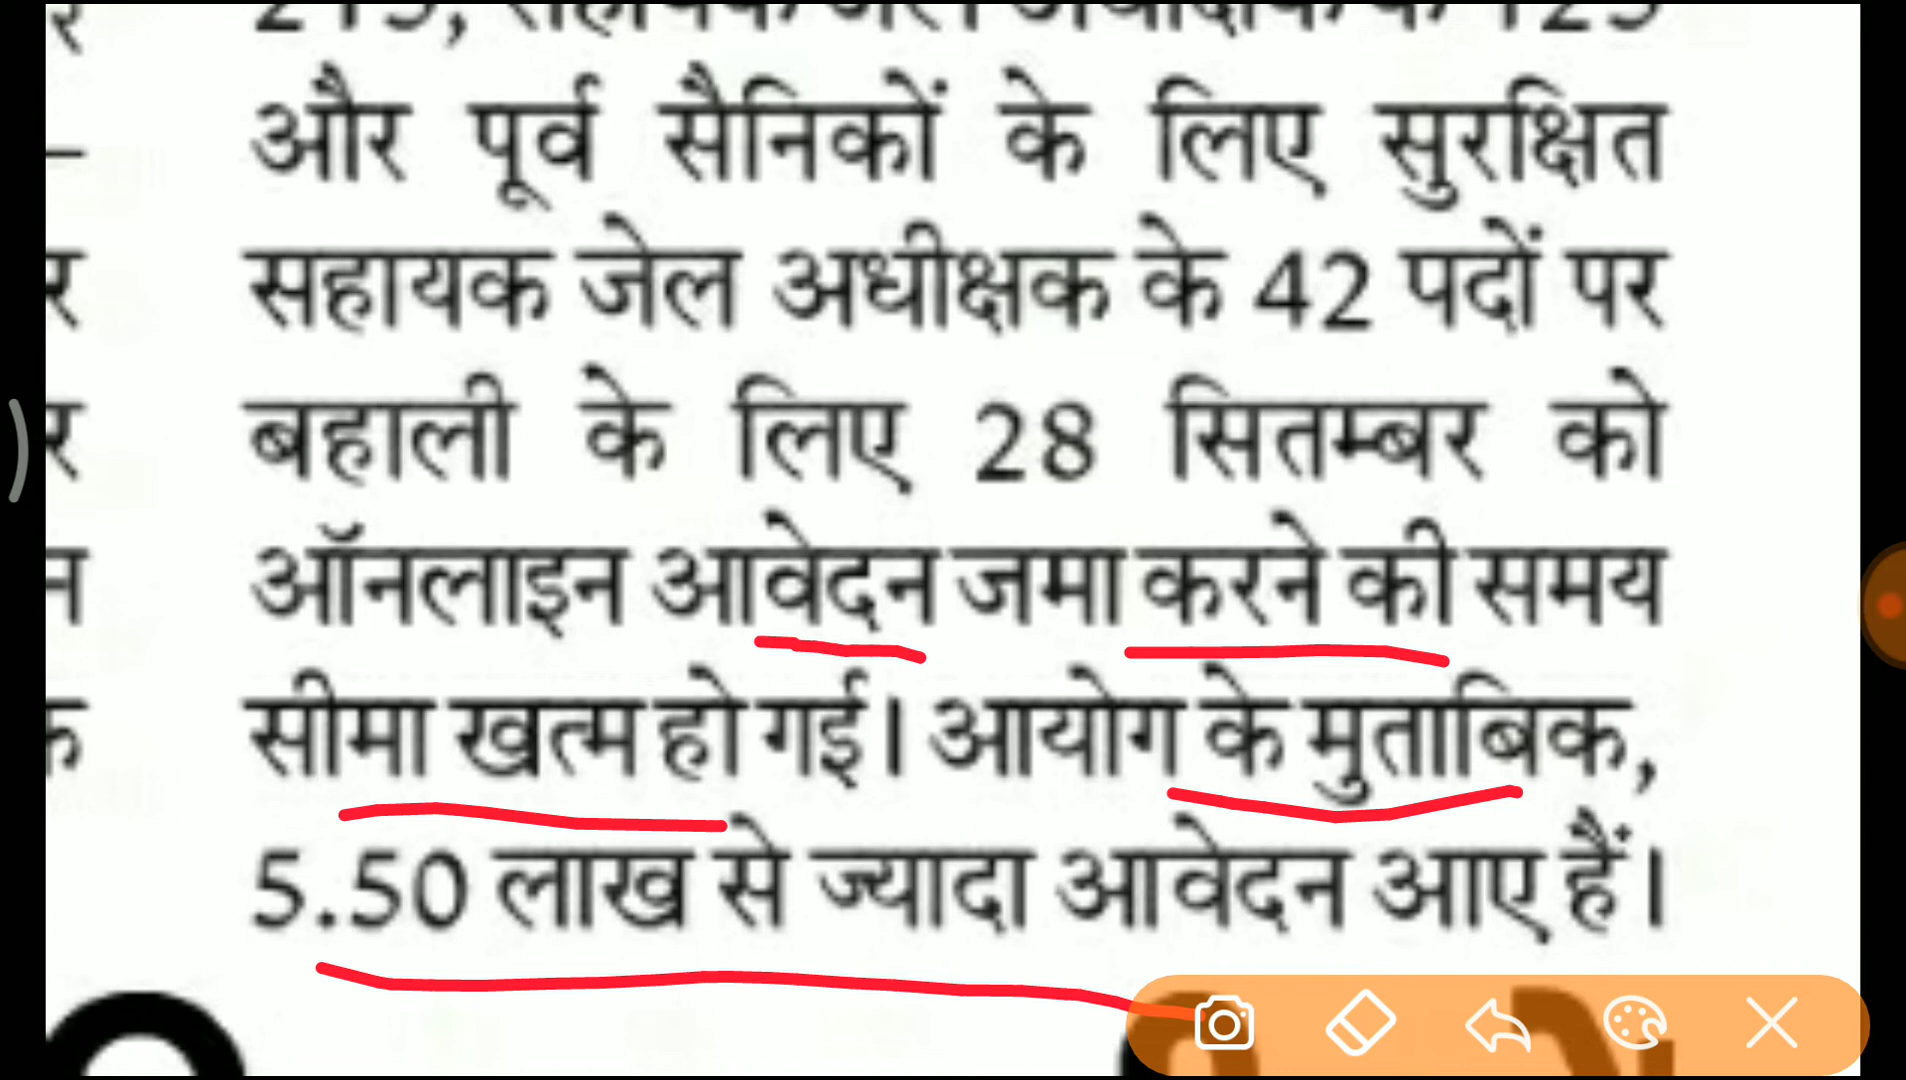 और पूर्व सैनिकों के लिए सुरक्षित
सहायक जेल अधीक्षक के 42 पदों पर
बहाली के लिए 28 सितम्बर को
ऑनलाइन आवेदन जमा करने की समय
सीमा खत्म हो गई। आयोग के मुताबिक,
5.50 लाख से ज्यादा आवेदन आए हैं।